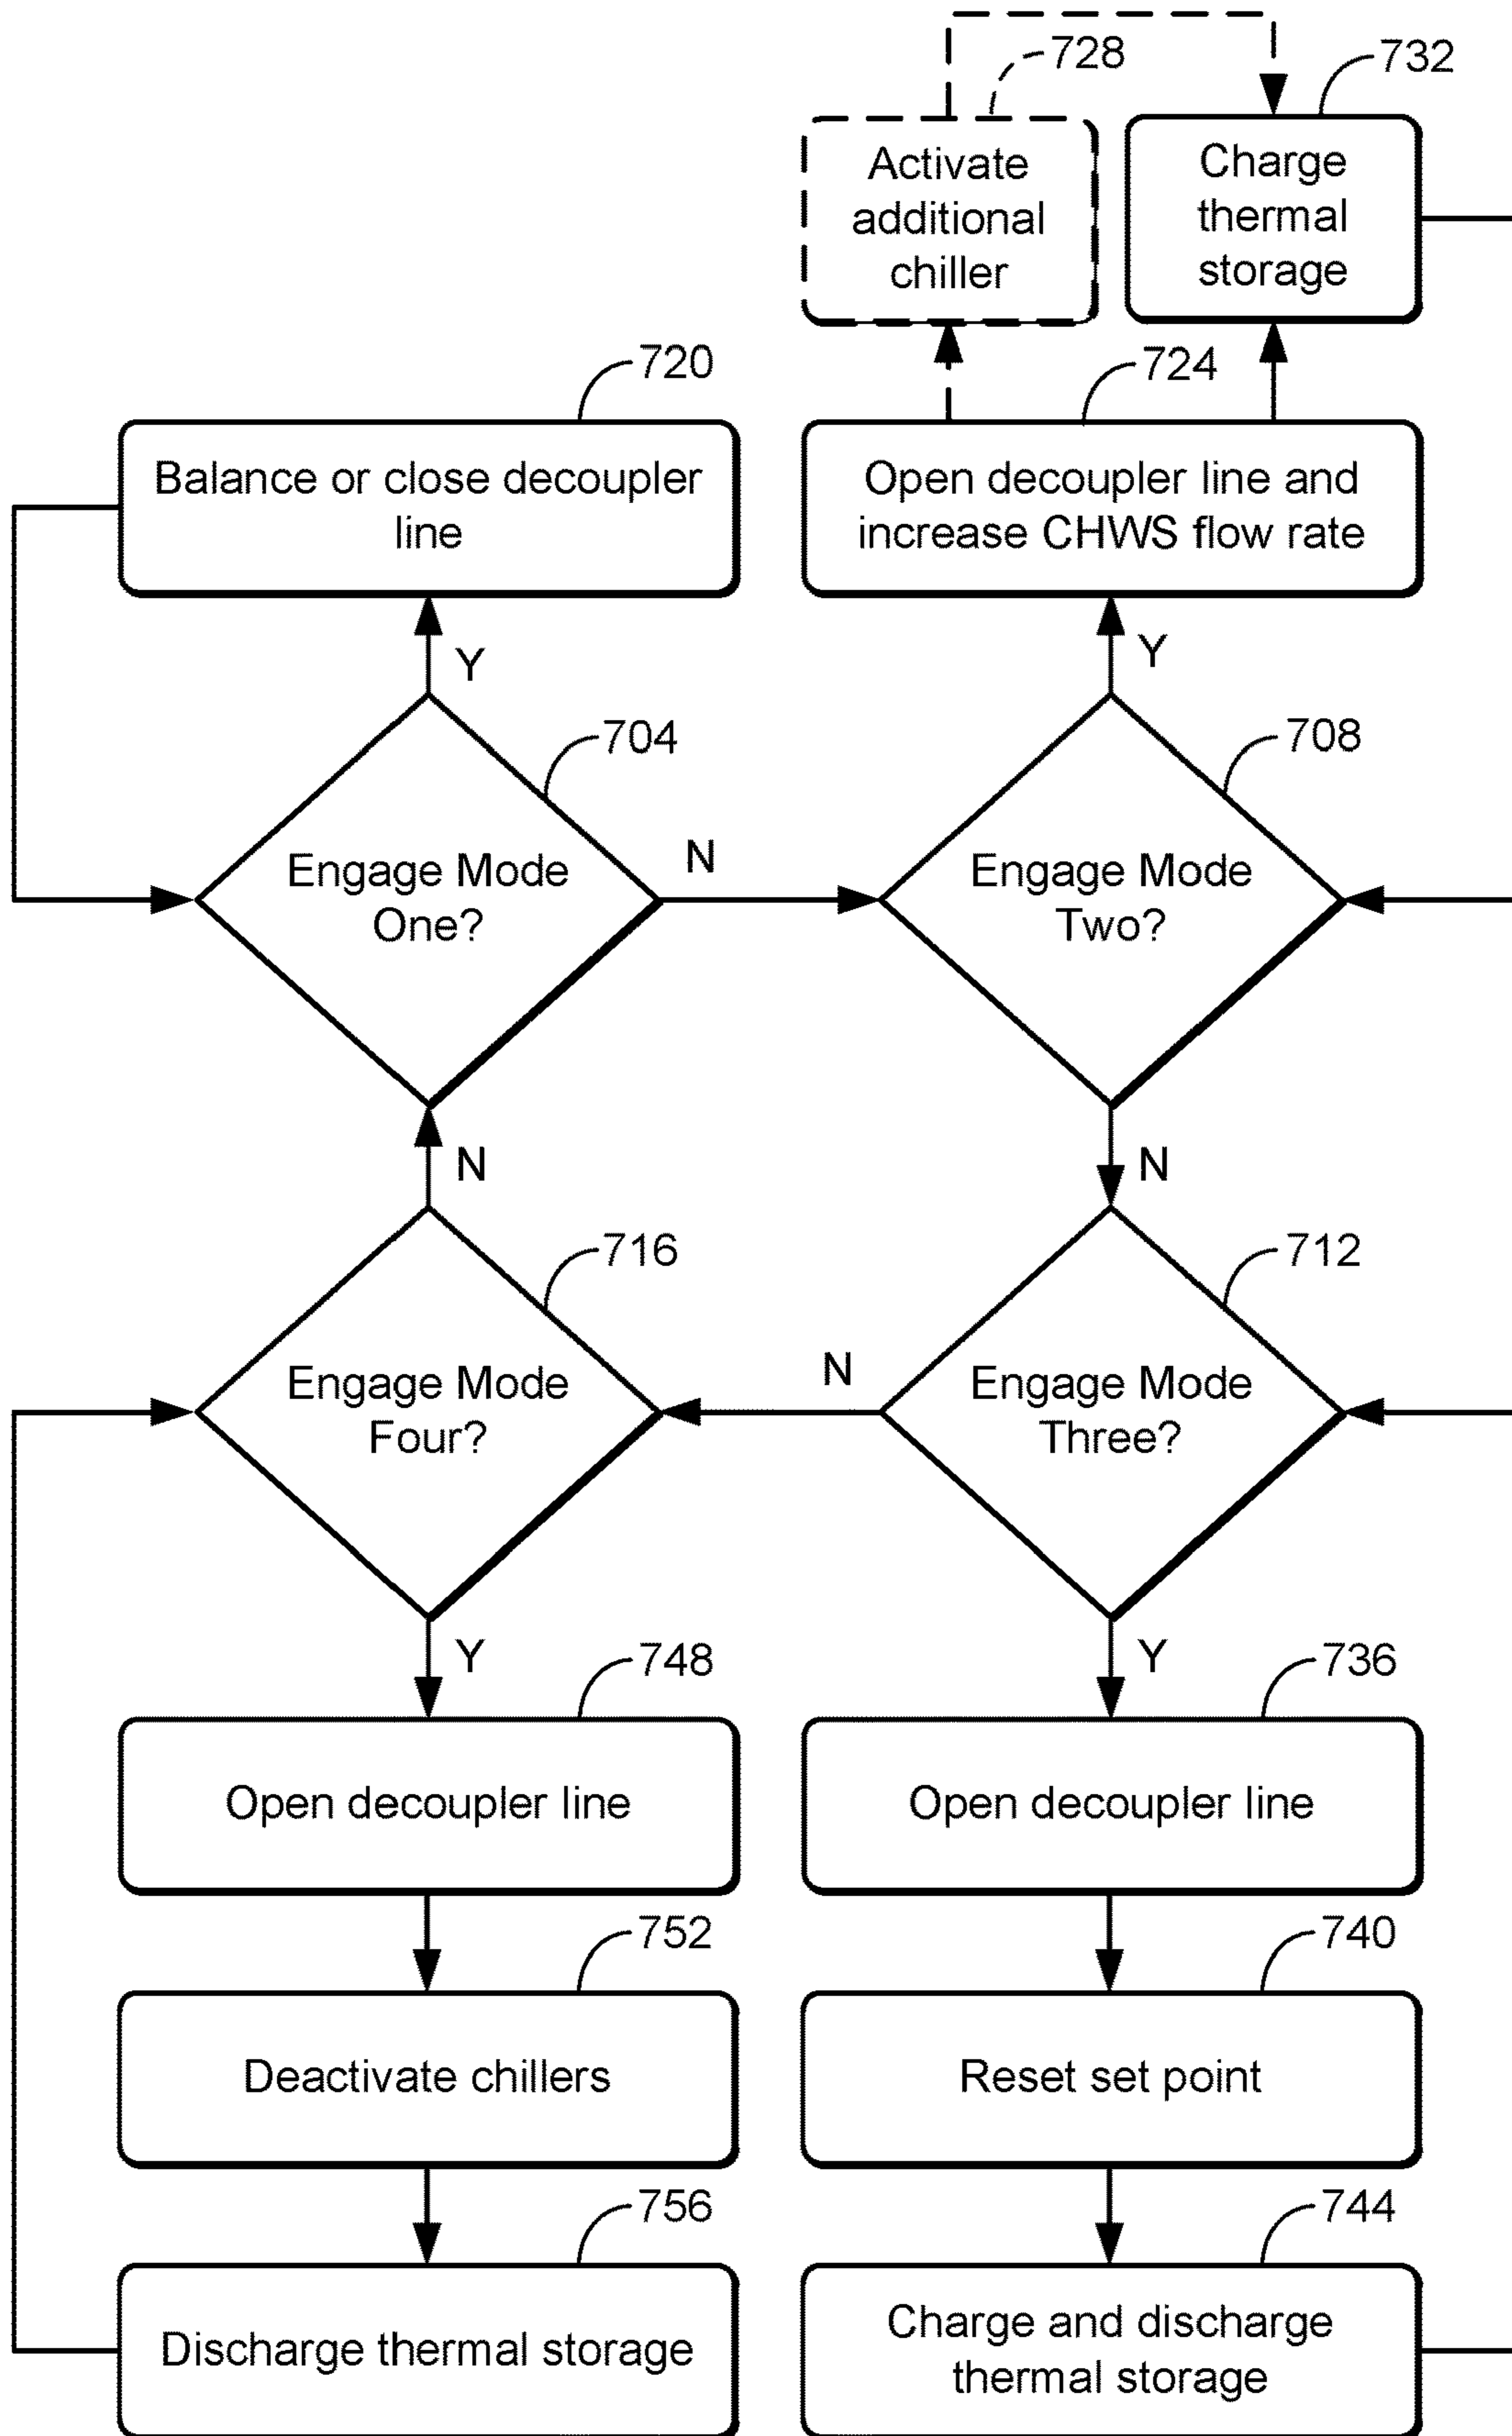 728
732
Activate
additional
chiller
Charge
thermal
storage
720
724
Balance or close decoupler
line
Open decoupler line and
increase CHWS flow rate
Y
Y
704
708
Engage Mode
One?
N
Engage Mode
Two?
N
N
716
712
Engage Mode
Four?
N
Engage Mode
Three?
Y
Y
748
736
Open decoupler line
Open decoupler line
752
740
Deactivate chillers
Reset set point
756
744
Discharge thermal storage
Charge and discharge
thermal storage